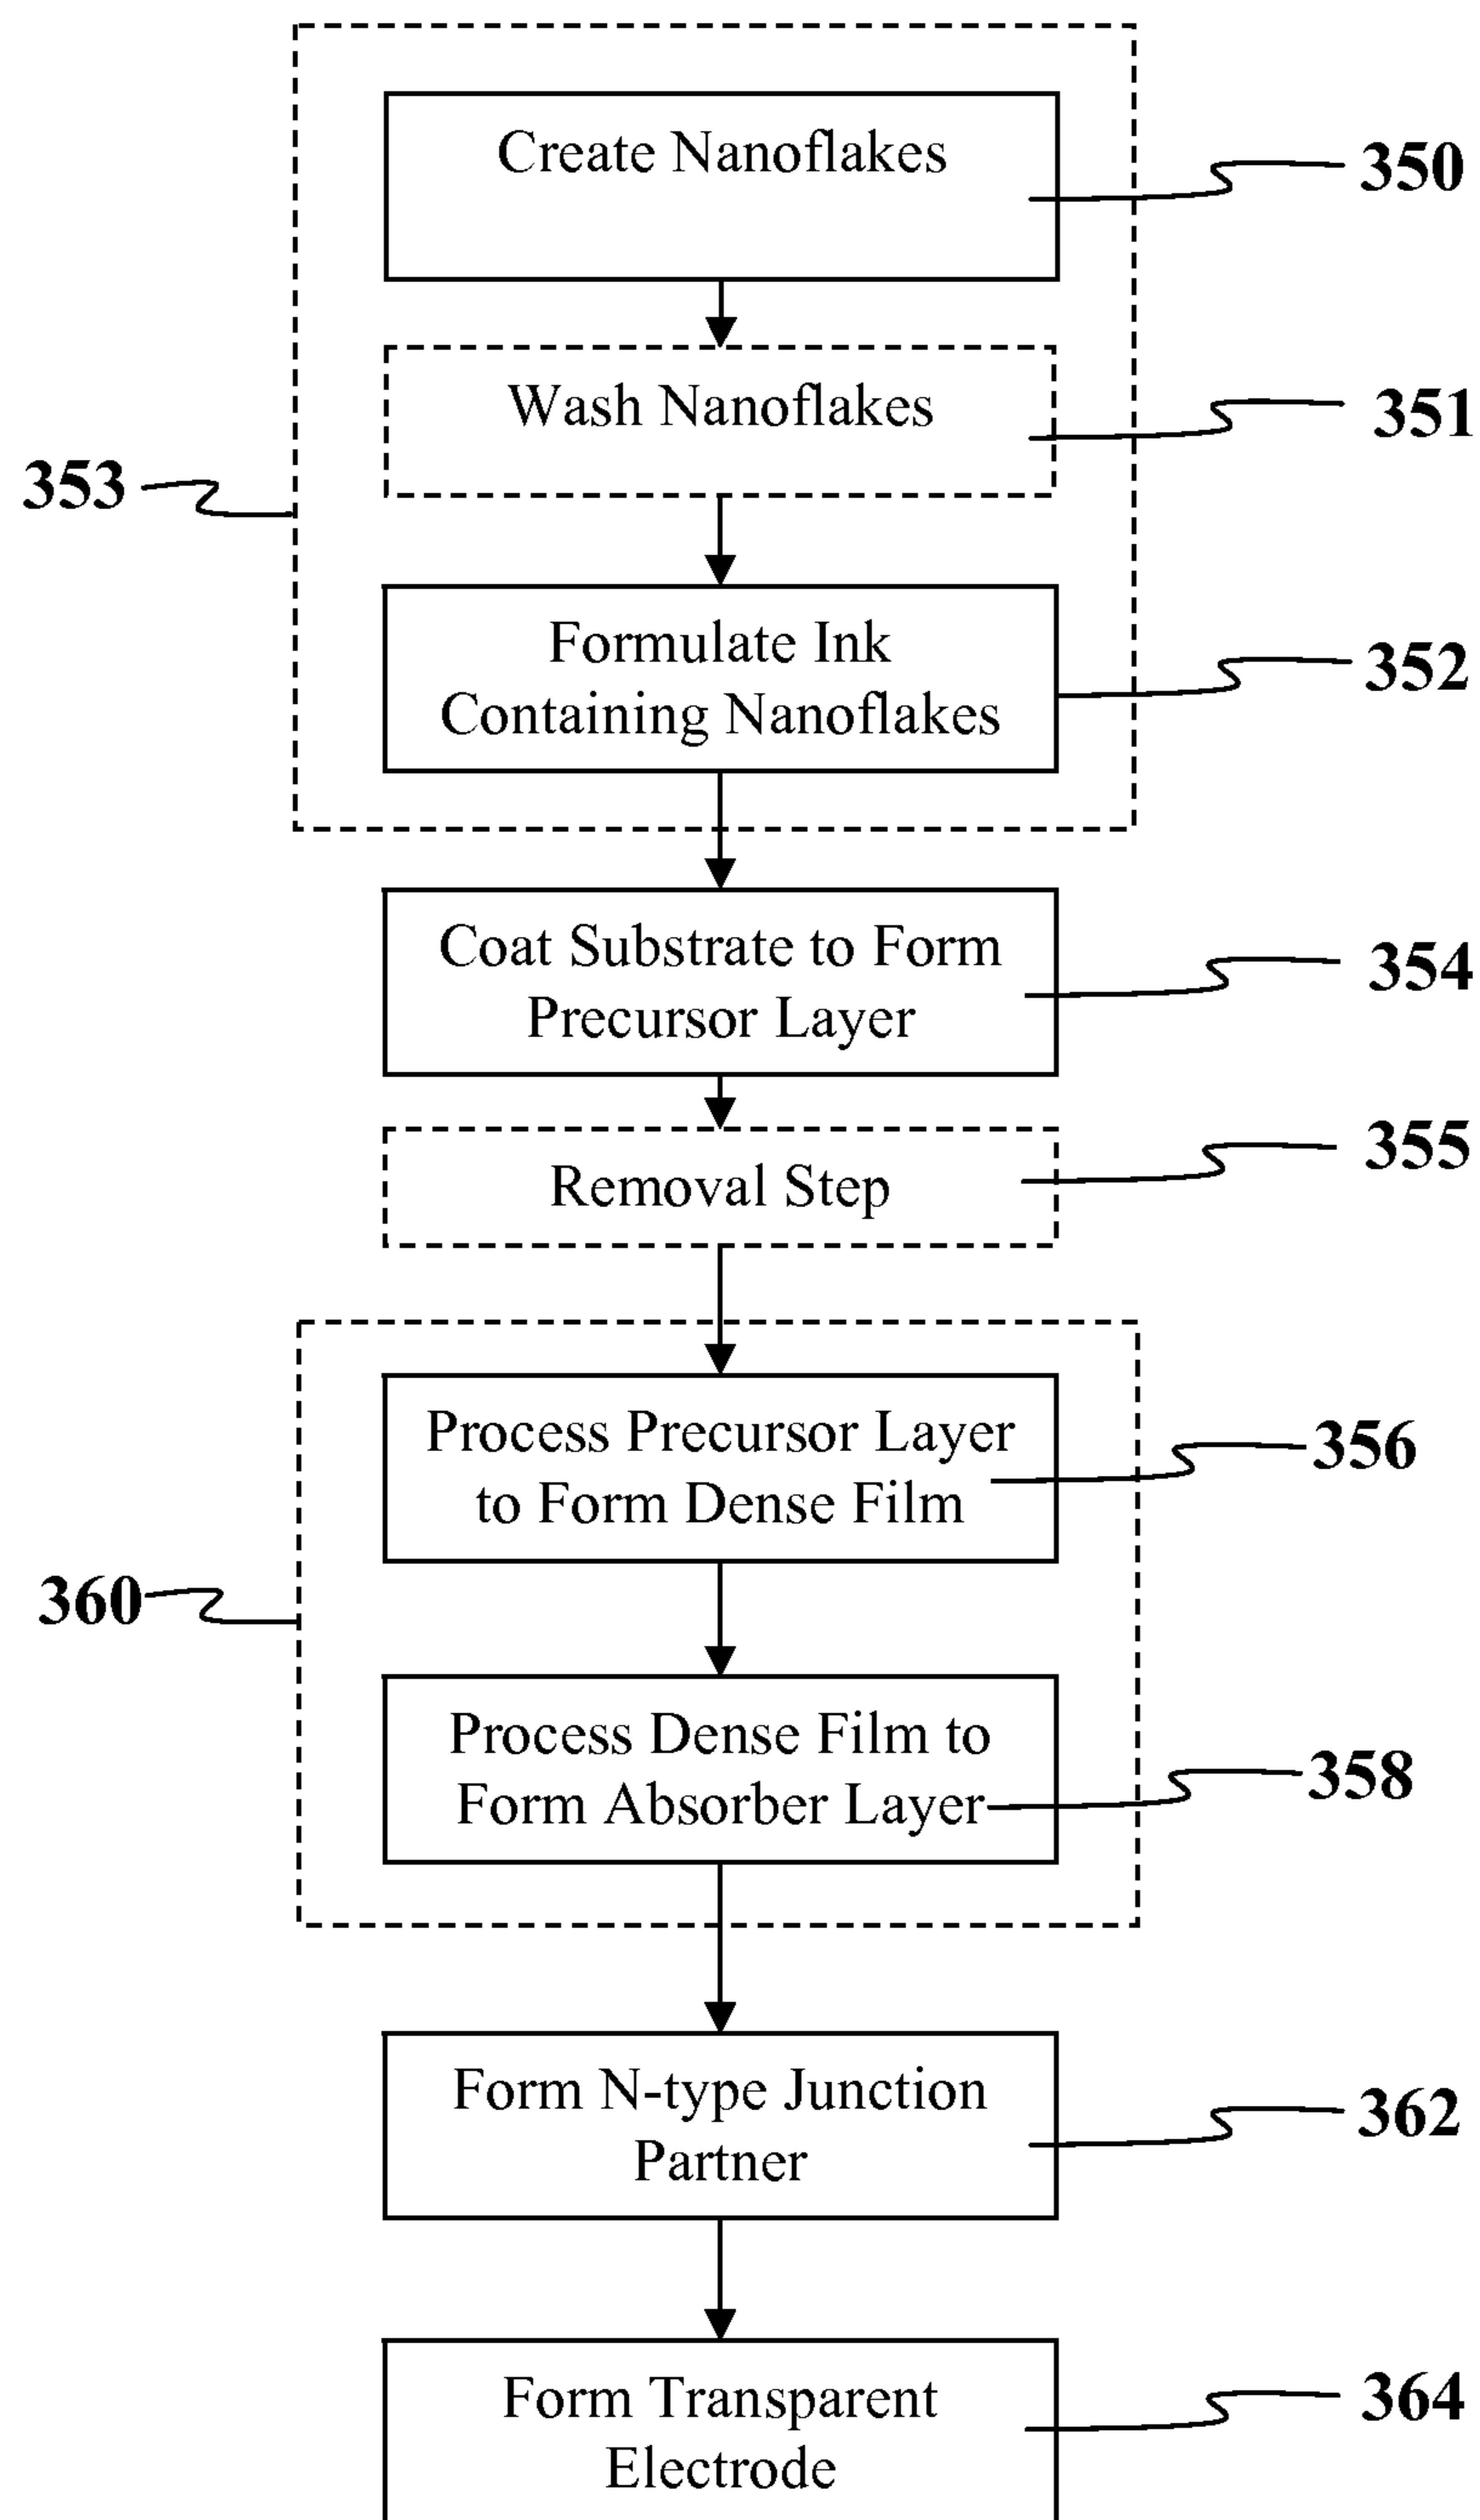 Create Nanoflakes
350
Wash Nanoflakes
351
353
Formulate Ink
Containing Nanoflakes
352
Coat Substrate to Form
Precursor Layer
354
Removal Step
355
Process Precursor Layer
to Form Dense Film
356
360
Process Dense Film to
Form Absorber Layer
358
Form N-type Junction
Partner
362
Form Transparent
Electrode
364